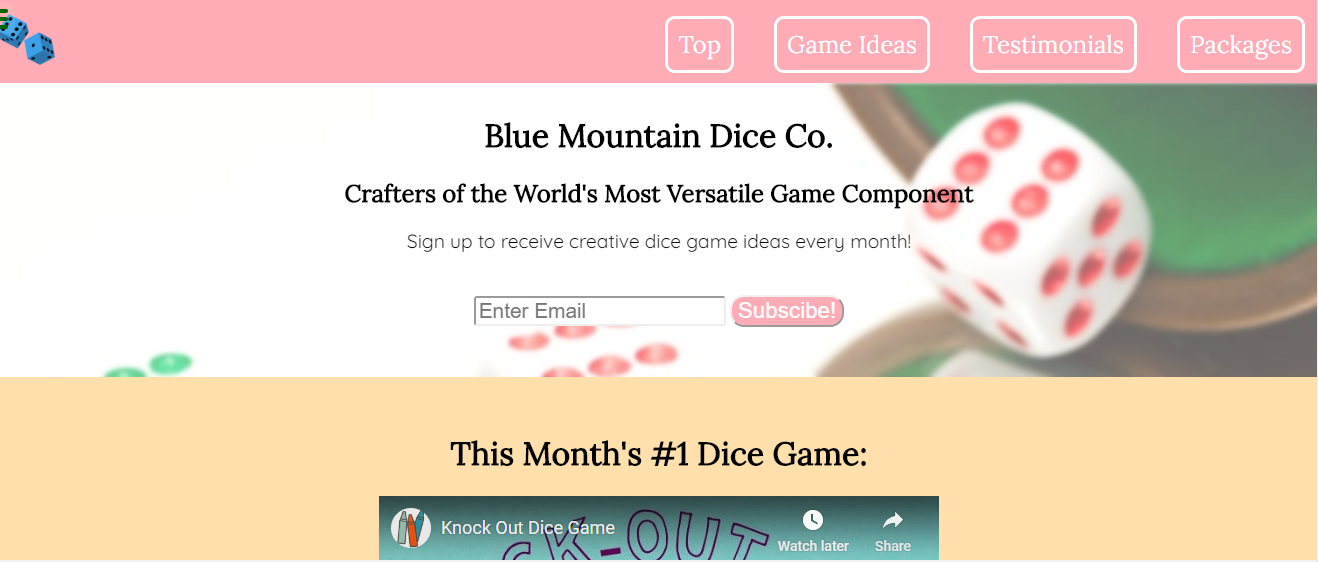 Top
Game Ideas
Testimonials
Packages
Blue Mountain Dice Co.
Crafters of the World's Most Versatile Game Component
Sign up to receive creative dice game ideas every month!
Enter Email
Subscibe!
This Month's #1 Dice Game:
Knock Out Dice Game
Watch later
Share
CK-OUT